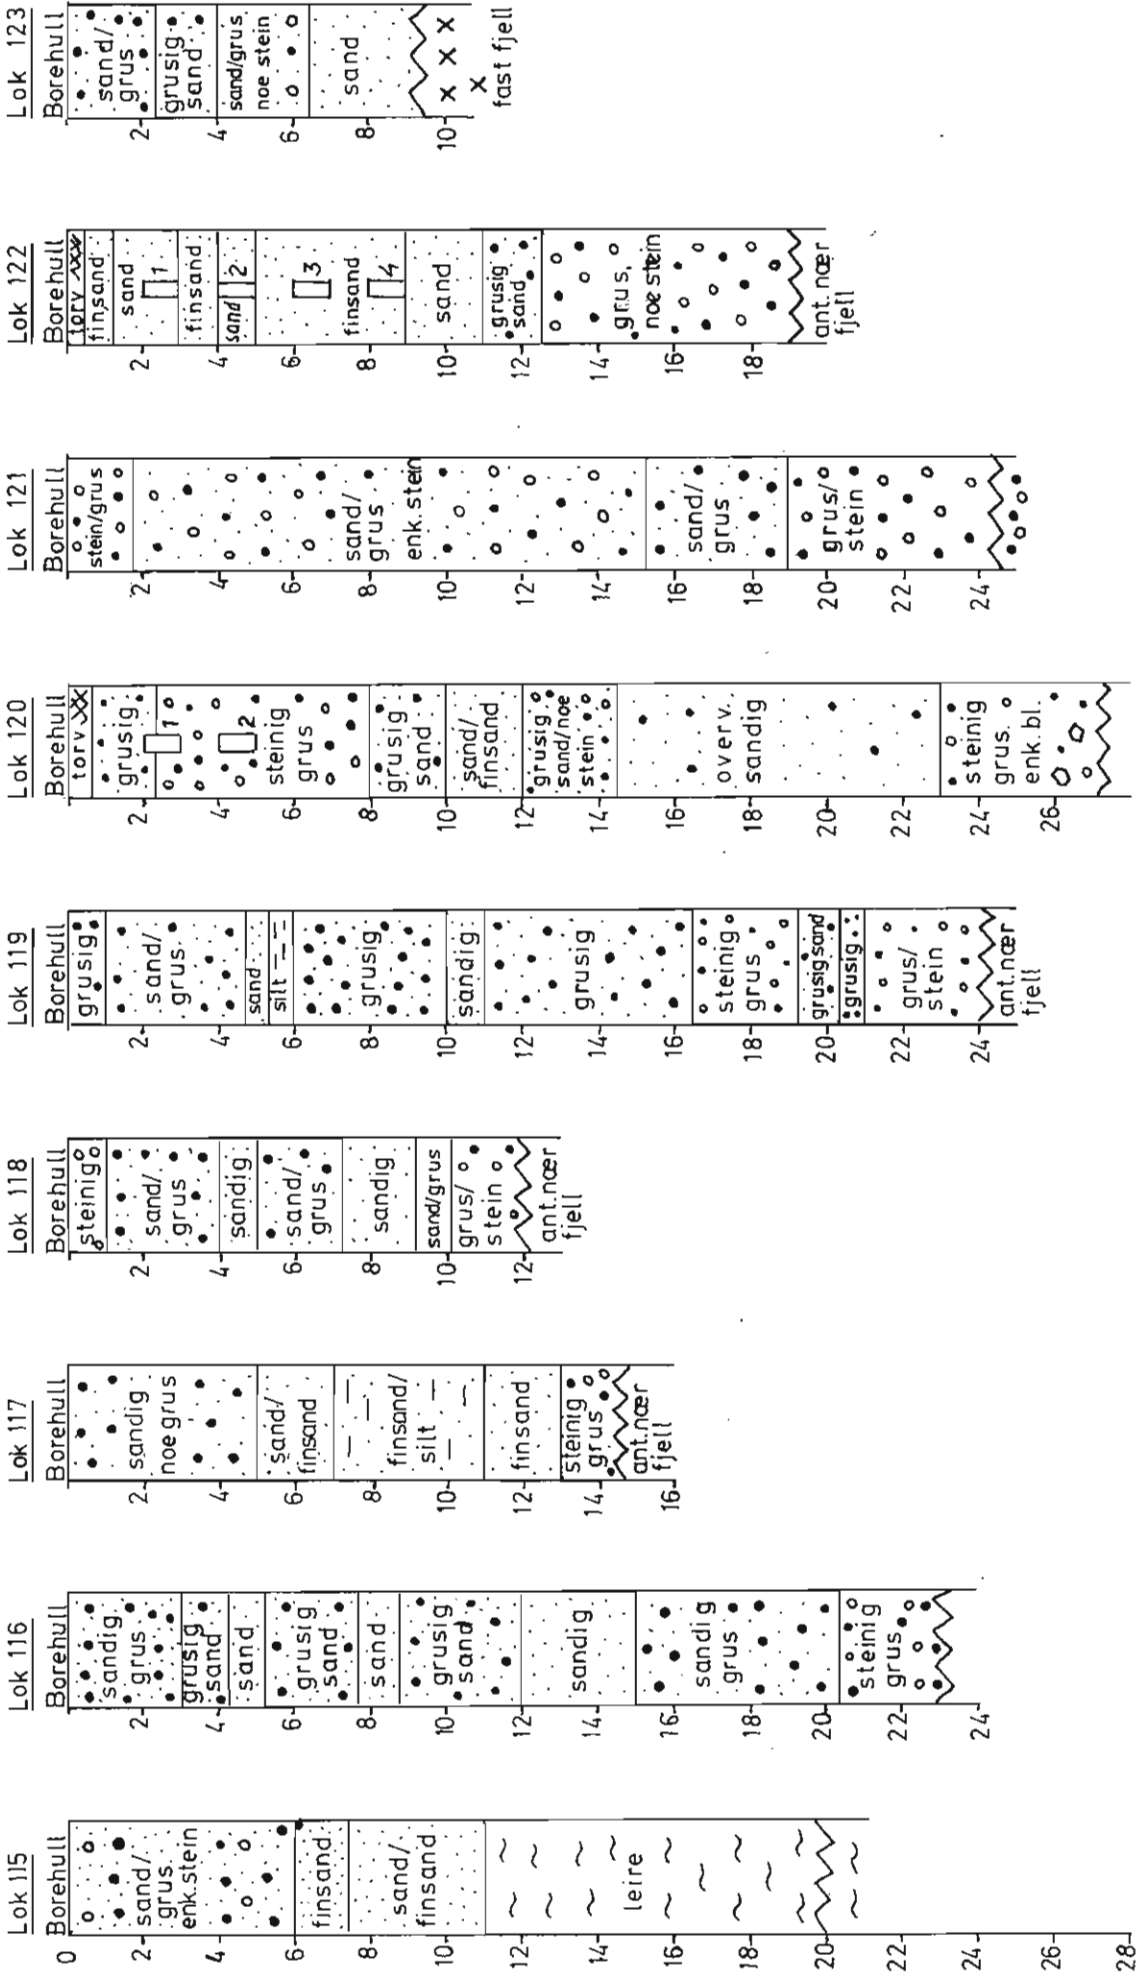 Lok 115
Borehull
0
2
4
6
8
10
12
14
16
18
20
22
24
26
28
sand/
grus
enk.stein
finsand
sand/
finsand
leire
Lok 116
Borehull
2
4
6
8
10
12
14
16
18
20
22
24
sandig
grus
grusig
sand
sand
grusig
sand
sand
grusig
sand
sandig
sandig
grus
steinig
grus
Lok 117
Borehull
2
4
6
8
10
12
14
16
sandig
noe grus
sand/
finsand
finsand/
silt
finsand
steinig
grus
ant.nær
fjell
Lok 118
Borehull
2
4
6
8
10
12
steinig
sand/
grus
sandig
sand/
grus
sandig
sand/grus
grus/
stein
ant.nær
fjell
Lok 119
Borehull
2
4
6
8
10
12
14
16
18
20
22
24
grusig
sand/
grus
sand
silt
grusig
sandig
grusig
steinig
grus
grusig sand
grusig
grus/
stein
ant.nær
fjell
Lok 120
Borehull
2
4
6
8
10
12
14
16
18
20
22
24
26
torv
grusig
1
2
steinig
grus
grusig
sand
sand/
finsand
grusig
sand/noe
stein
overv.
sandig
steinig
grus
enk.bl.
Lok 121
Borehull
2
4
6
8
10
12
14
16
18
20
22
24
stein/grus
sand/
grus
enk.stein
sand/
grus
grus/
stein
Lok 122
Borehull
2
4
6
8
10
12
14
16
18
torv
finsand
sand
1
finsand
sand
2
3
finsand
4
sand
grusig
sand
grus,
noe stein
ant.nær
fjell
Lok 123
Borehull
2
4
6
8
10
sand/
grus
grusig
sand
sand/grus
noe stein
sand
fast fjell